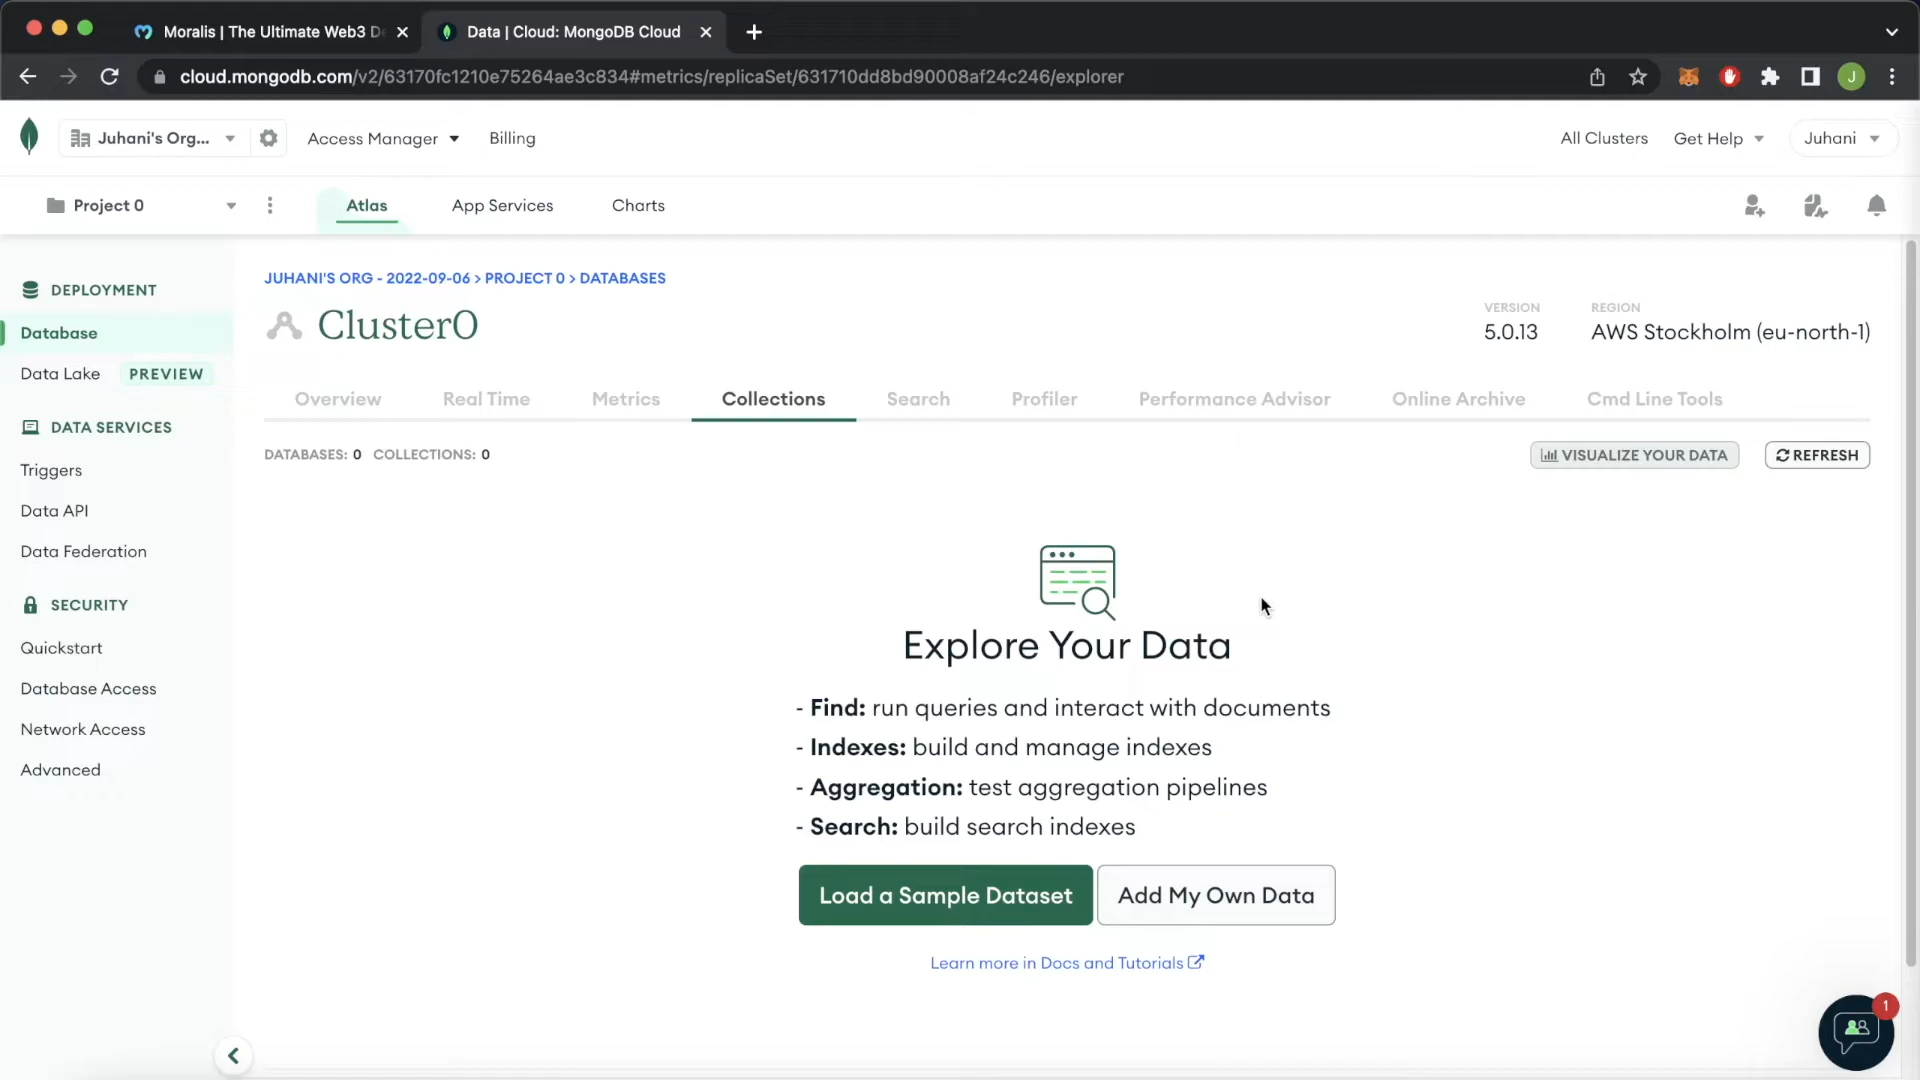 Moralis | The Ultimate Web3 De
Data | Cloud: MongoDB Cloud
cloud.mongodb.com/v2/63170fc1210e75264ae3c834#metrics/replicaSet/631710dd8bd90008af24c246/explorer
J
Juhani's Org...
Access Manager
Billing
All Clusters
Get Help
Juhani
Project 0
Atlas
App Services
Charts
DEPLOYMENT
Database
Data Lake PREVIEW
DATA SERVICES
Triggers
Data API
Data Federation
SECURITY
Quickstart
Database Access
Network Access
Advanced
JUHANI'S ORG - 2022-09-06 > PROJECT 0 > DATABASES
Cluster0
VERSION
5.0.13
REGION
AWS Stockholm (eu-north-1)
Overview
Real Time
Metrics
Collections
Search
Profiler
Performance Advisor
Online Archive
Cmd Line Tools
DATABASES: 0 COLLECTIONS: 0
VISUALIZE YOUR DATA
REFRESH
Explore Your Data
- Find: run queries and interact with documents
- Indexes: build and manage indexes
- Aggregation: test aggregation pipelines
- Search: build search indexes
Load a Sample Dataset
Add My Own Data
Learn more in Docs and Tutorials
1